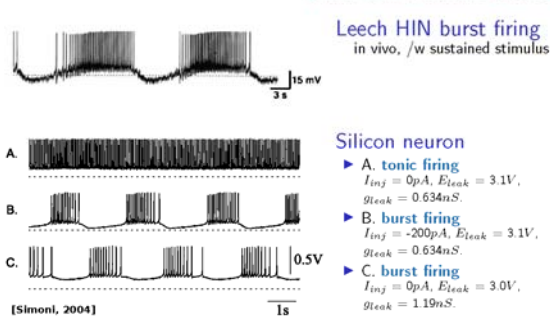 Leech HIN burst firing
in vivo, /w sustained stimulus
15 mV
3 s
Silicon neuron
A.
▶ A. tonic firing
I_inj = 0pA, E_leak = 3.1V,
g_leak = 0.634nS.
B.
▶ B. burst firing
I_inj = -200pA, E_leak = 3.1V,
g_leak = 0.634nS.
C.
0.5V
▶ C. burst firing
I_inj = 0pA, E_leak = 3.0V,
g_leak = 1.19nS.
[Simoni, 2004]
1s